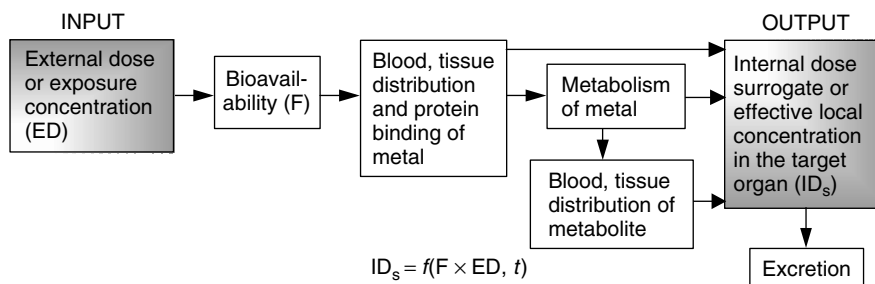 INPUT
External dose
or exposure
concentration
(ED)
Bioavail-
ability (F)
Blood, tissue
distribution
and protein
binding of
metal
Metabolism
of metal
Blood, tissue
distribution of
metabolite
OUTPUT
Internal dose
surrogate or
effective local
concentration
in the target
organ (IDₛ)
Excretion
IDₛ = f(F × ED, t)